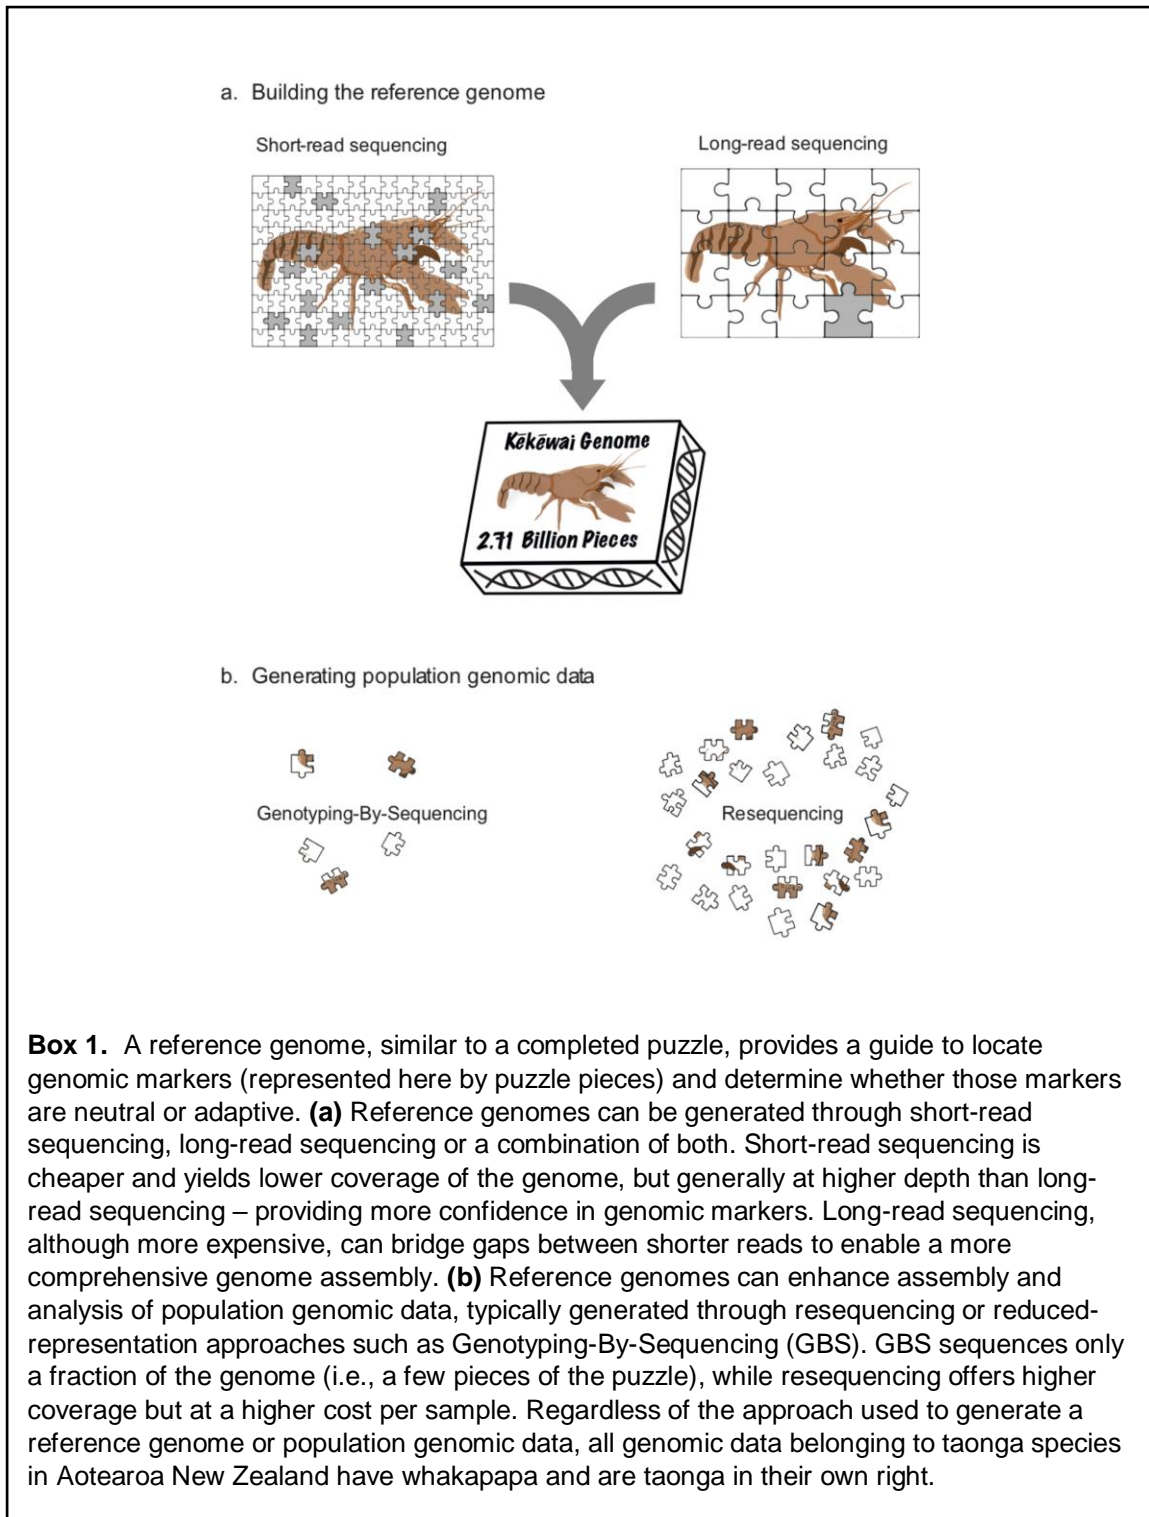 a. Building the reference genome
Short-read sequencing
Long-read sequencing
Kēkēwai Genome
2.71 Billion Pieces
b. Generating population genomic data
Genotyping-By-Sequencing
Resequencing
Box 1. A reference genome, similar to a completed puzzle, provides a guide to locate
genomic markers (represented here by puzzle pieces) and determine whether those markers
are neutral or adaptive. (a) Reference genomes can be generated through short-read
sequencing, long-read sequencing or a combination of both. Short-read sequencing is
cheaper and yields lower coverage of the genome, but generally at higher depth than long-
read sequencing – providing more confidence in genomic markers. Long-read sequencing,
although more expensive, can bridge gaps between shorter reads to enable a more
comprehensive genome assembly. (b) Reference genomes can enhance assembly and
analysis of population genomic data, typically generated through resequencing or reduced-
representation approaches such as Genotyping-By-Sequencing (GBS). GBS sequences only
a fraction of the genome (i.e., a few pieces of the puzzle), while resequencing offers higher
coverage but at a higher cost per sample. Regardless of the approach used to generate a
reference genome or population genomic data, all genomic data belonging to taonga species
in Aotearoa New Zealand have whakapapa and are taonga in their own right.